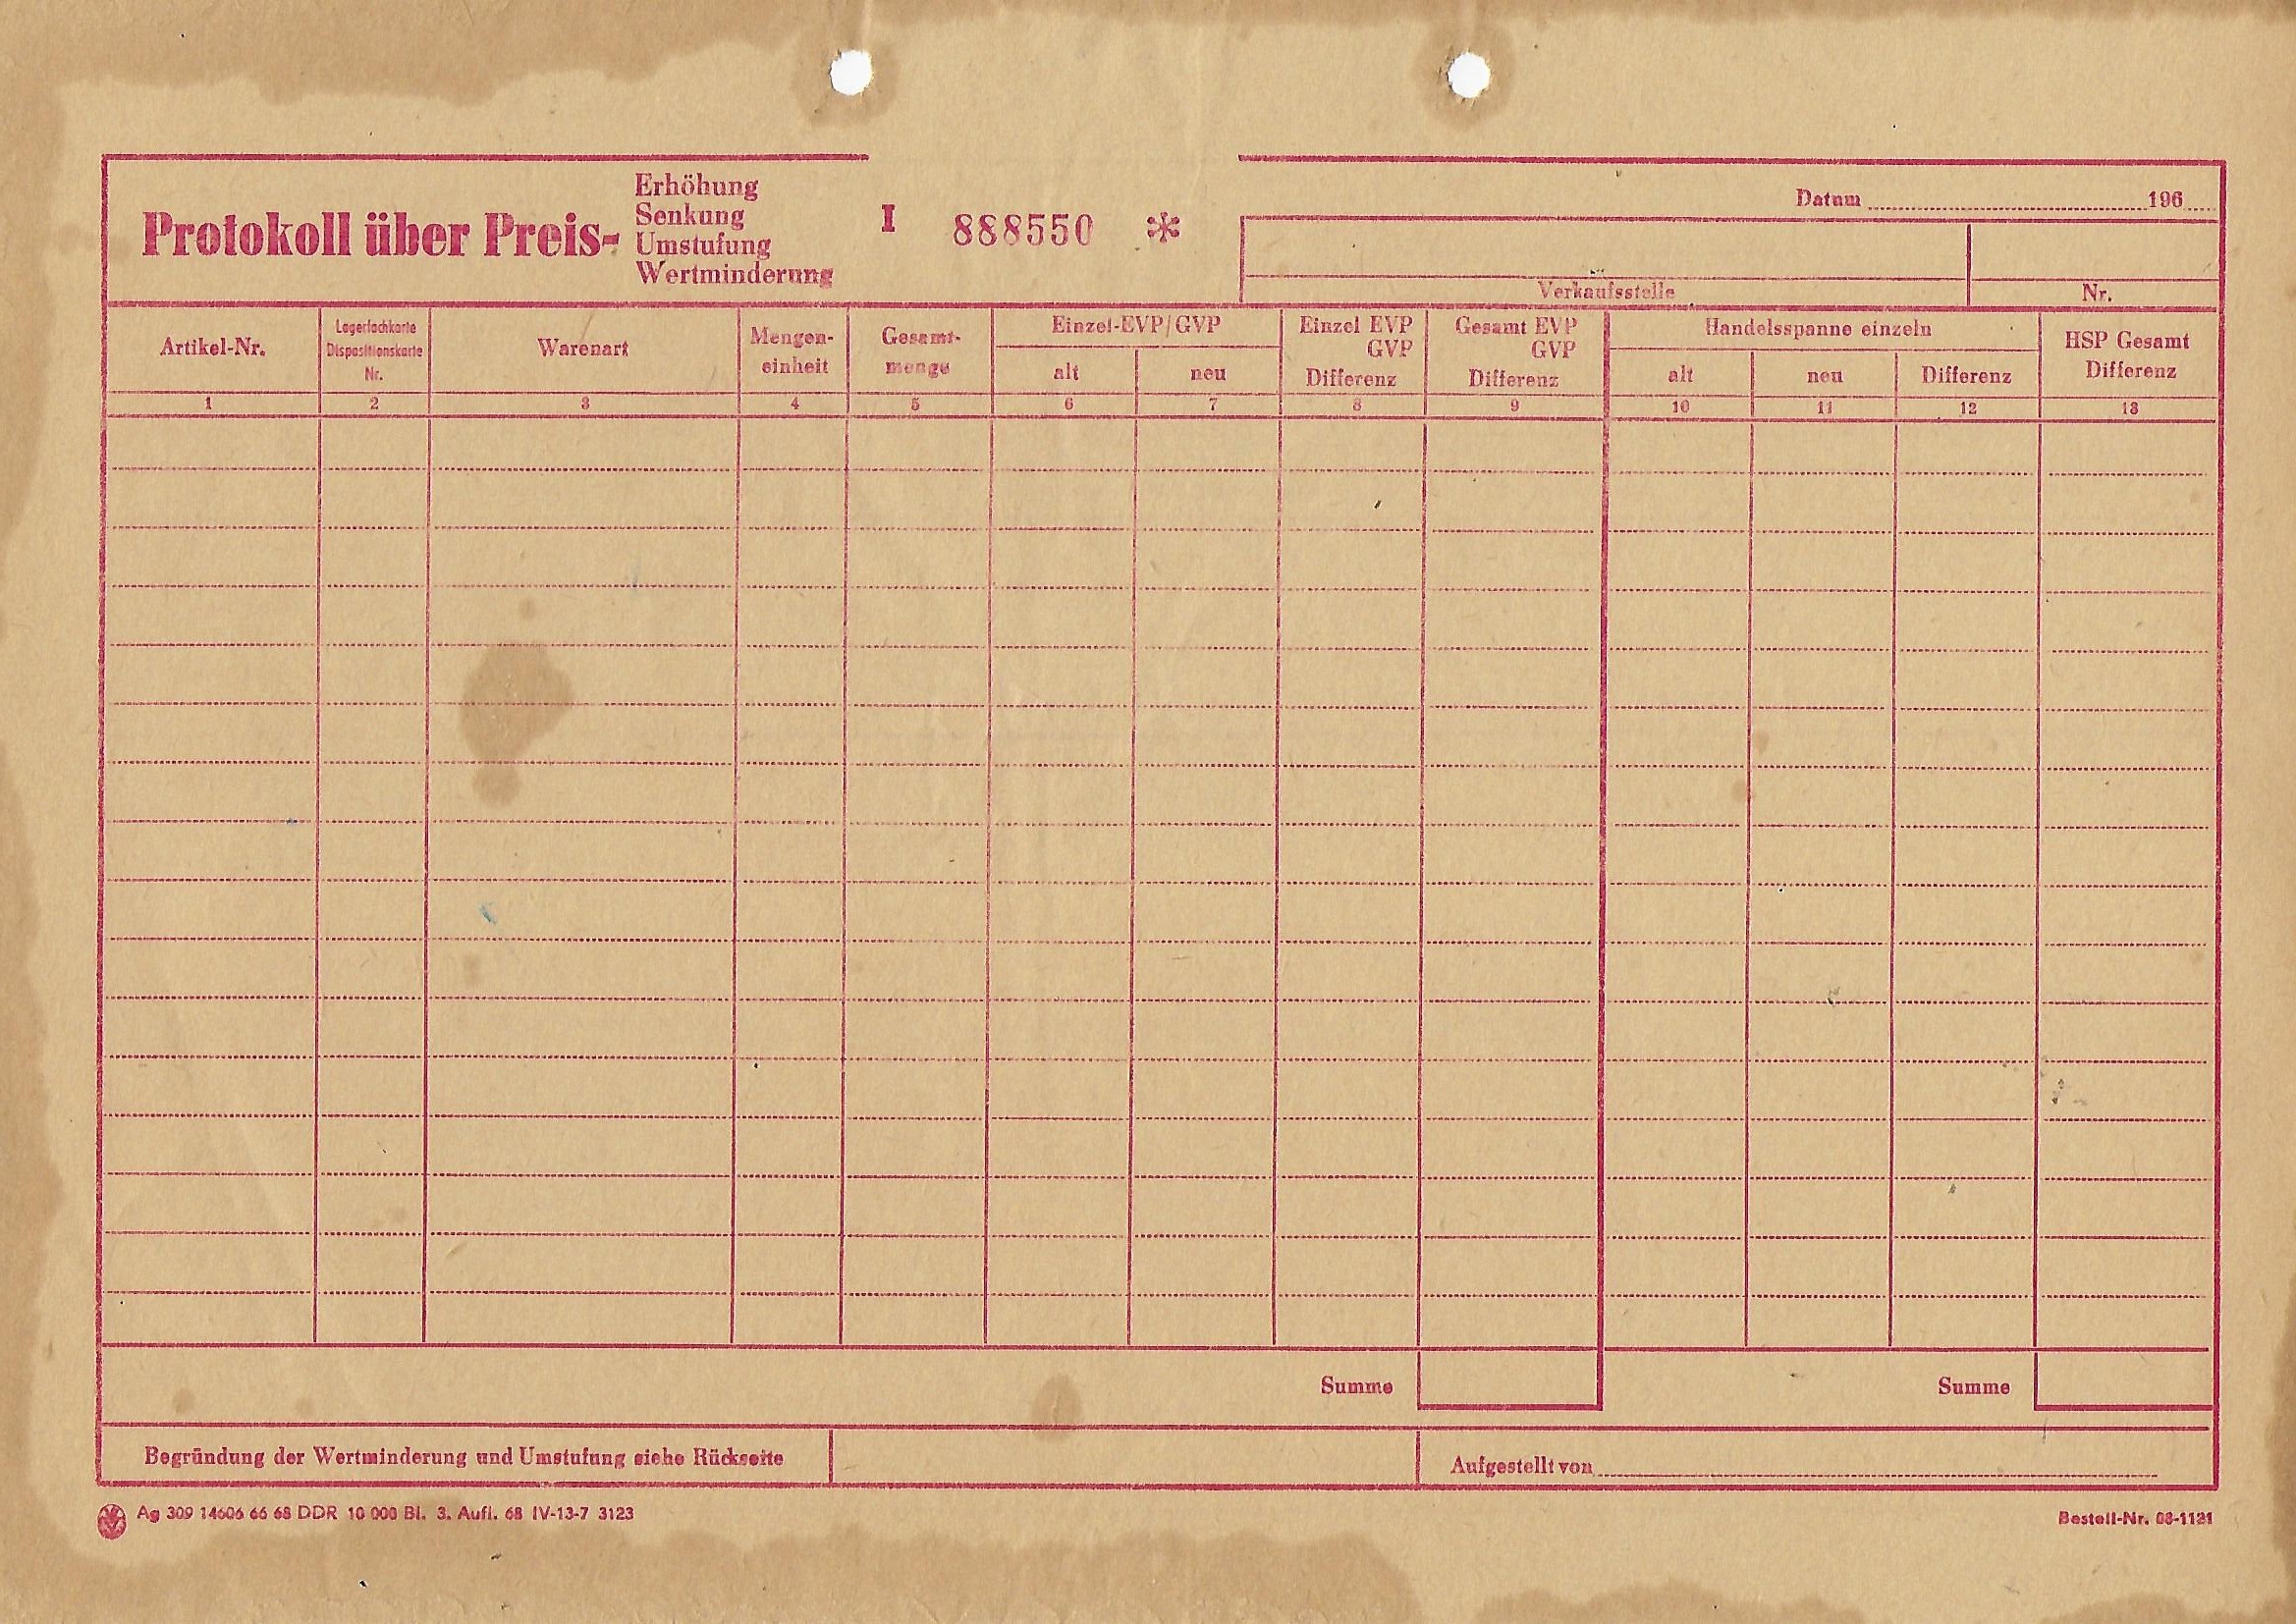 Protokoll über Preis-
Erhöhung
Senkung
Umstufung
Wertminderung
I 888550 *
Datum 196
Verkaufsstelle
Nr.
Artikel-Nr.
Lagerfachkarte
Dispositionskarte
Nr.
Warenart
Mengen-
einheit
Gesamt-
menge
Einzel-EVP/GVP
alt neu
Einzel EVP
GVP
Differenz
Gesamt EVP
GVP
Differenz
Handelsspanne einzeln
alt neu Differenz
HSP Gesamt
Differenz
1 2 3 4 5 6 7 8 9 10 11 12 13
Summe Summe
Begründung der Wertminderung und Umstufung siehe Rückseite
Aufgestellt von
Ag 309 14606 66 68 DDR 10 000 Bl. 3. Aufl. 68 IV-13-7 3123
Bestell-Nr. 08-1121